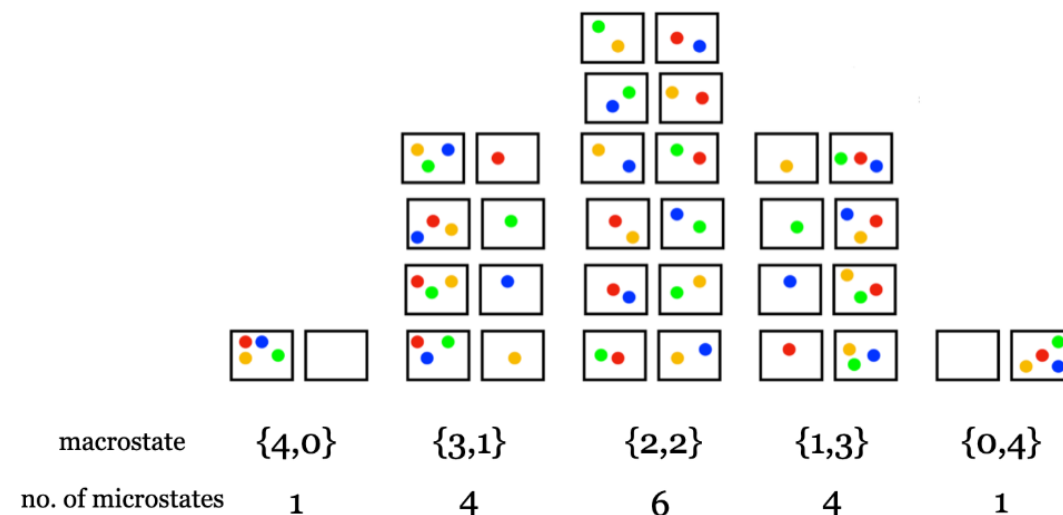 macrostate {4,0} {3,1} {2,2} {1,3} {0,4}
no. of microstates 1 4 6 4 1